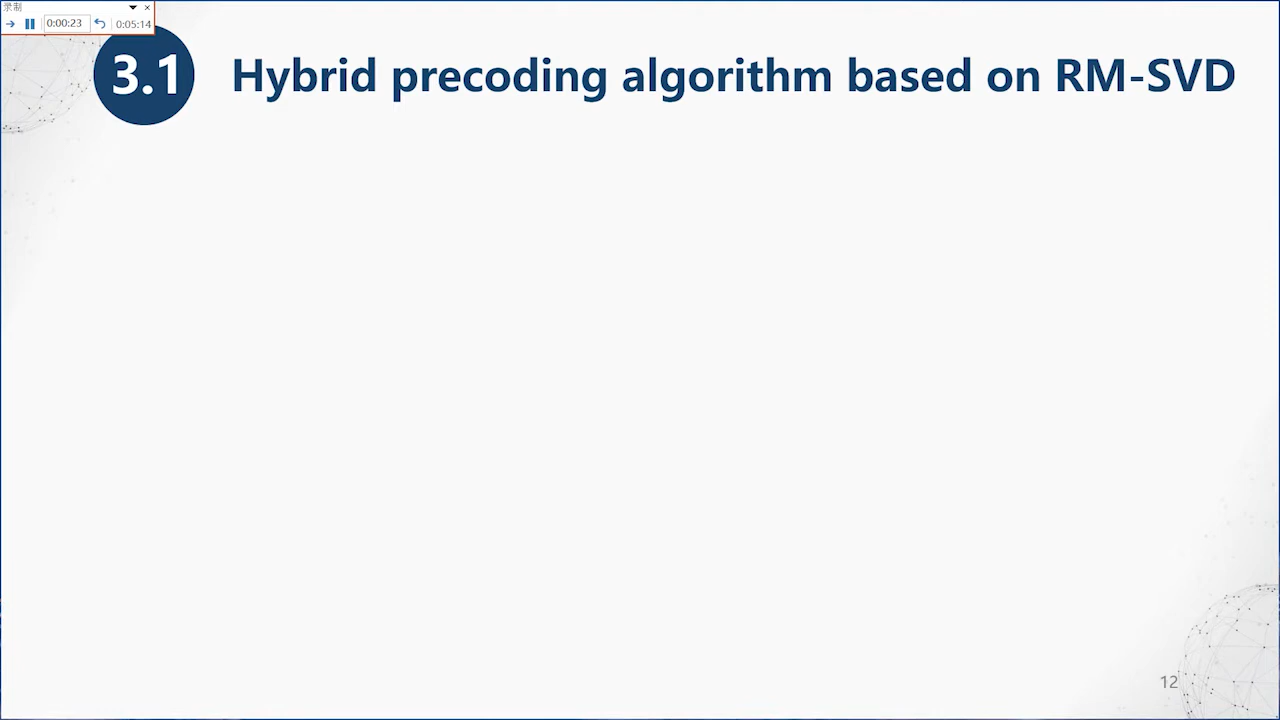 录制
0:00:23
0:05:14
3.1 Hybrid precoding algorithm based on RM-SVD
12